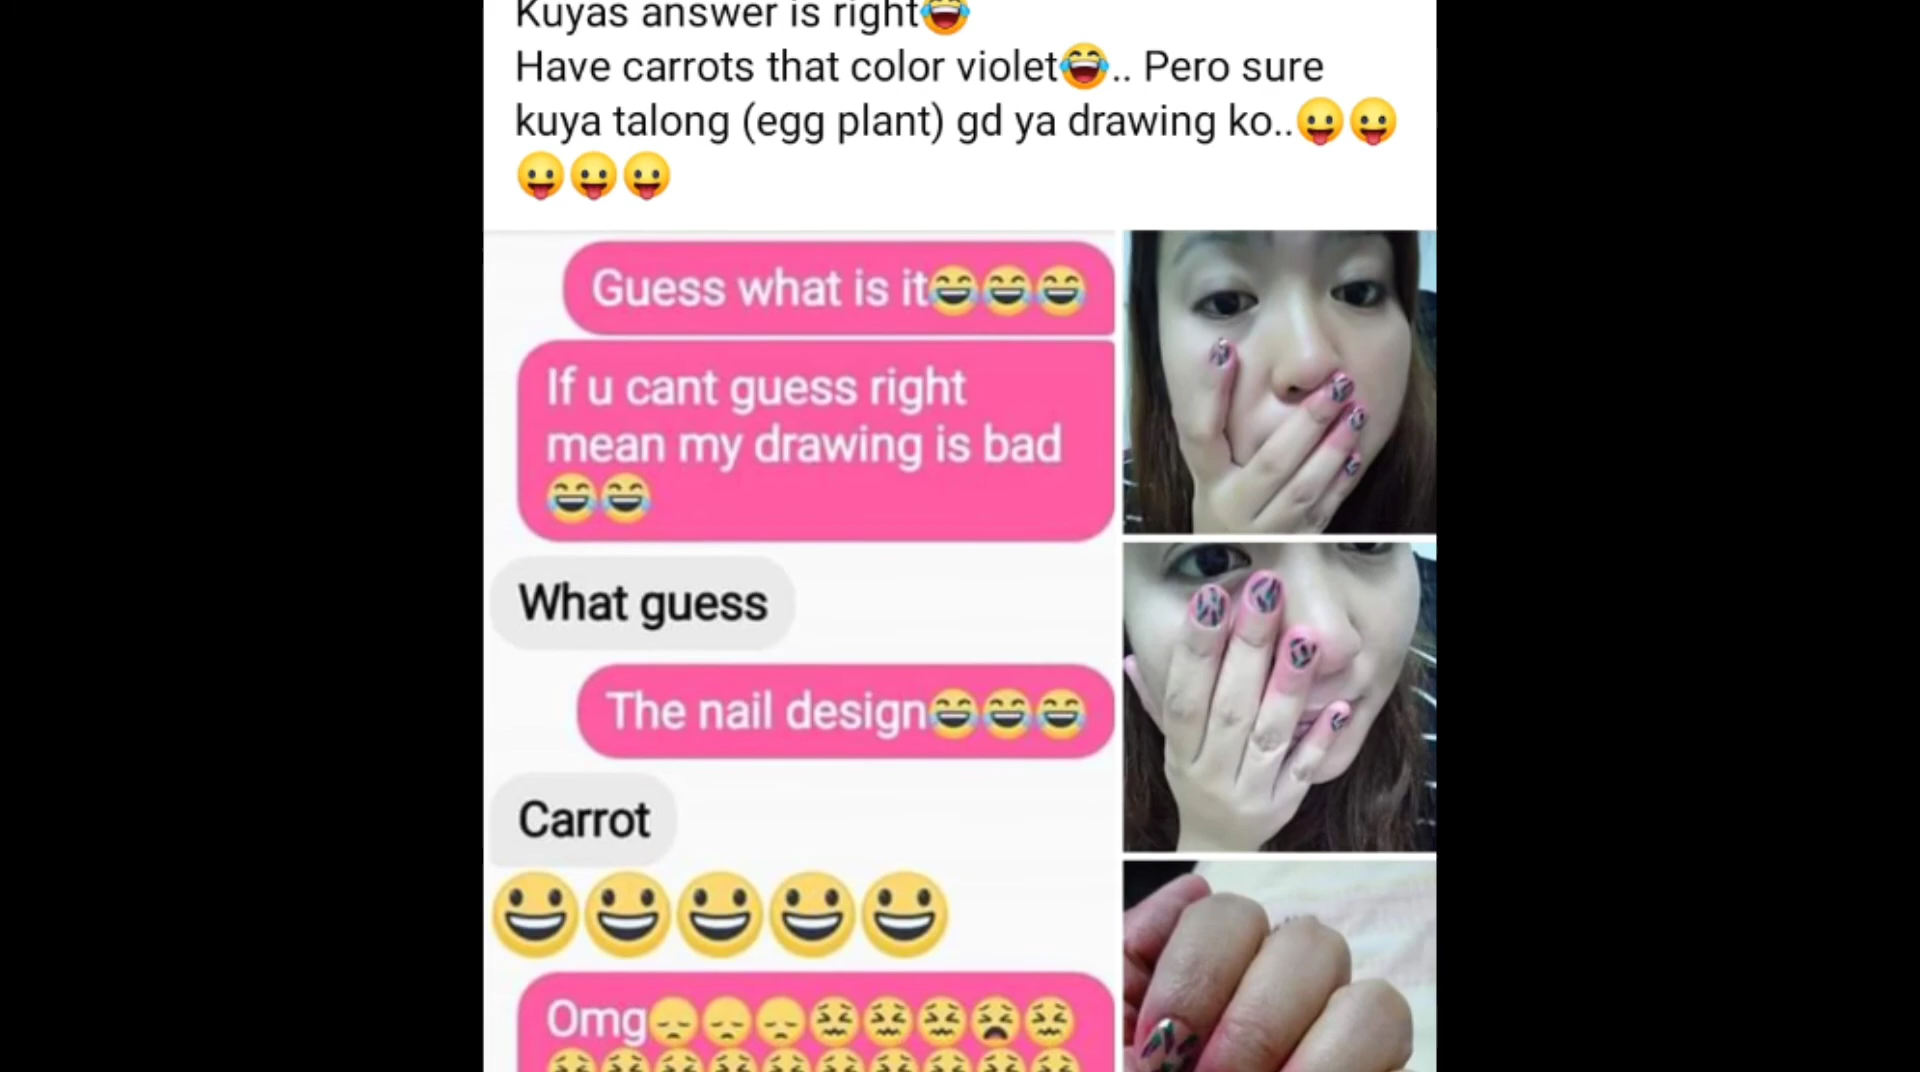 Kuyas answer is right😂
Have carrots that color violet😂.. Pero sure
kuya talong (egg plant) gd ya drawing ko..😛😛
😛😛😛
Guess what is it😂😂😂
If u cant guess right
mean my drawing is bad
😂😂
What guess
The nail design😂😂😂
Carrot
😀😀😀😀😀
Omg😞😞😞😖😖😖😫😖